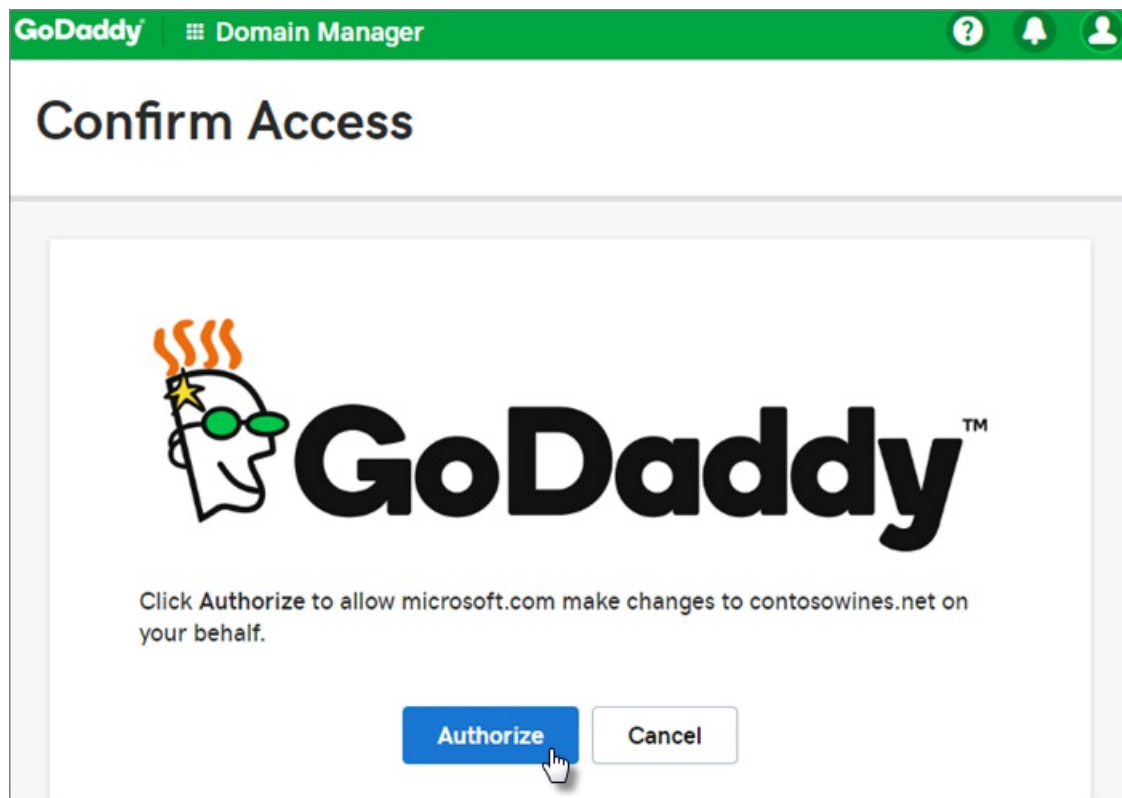 GoDaddy Domain Manager ?
Confirm Access
GoDaddy™
Click Authorize to allow microsoft.com make changes to contosowines.net on
your behalf.
Authorize Cancel